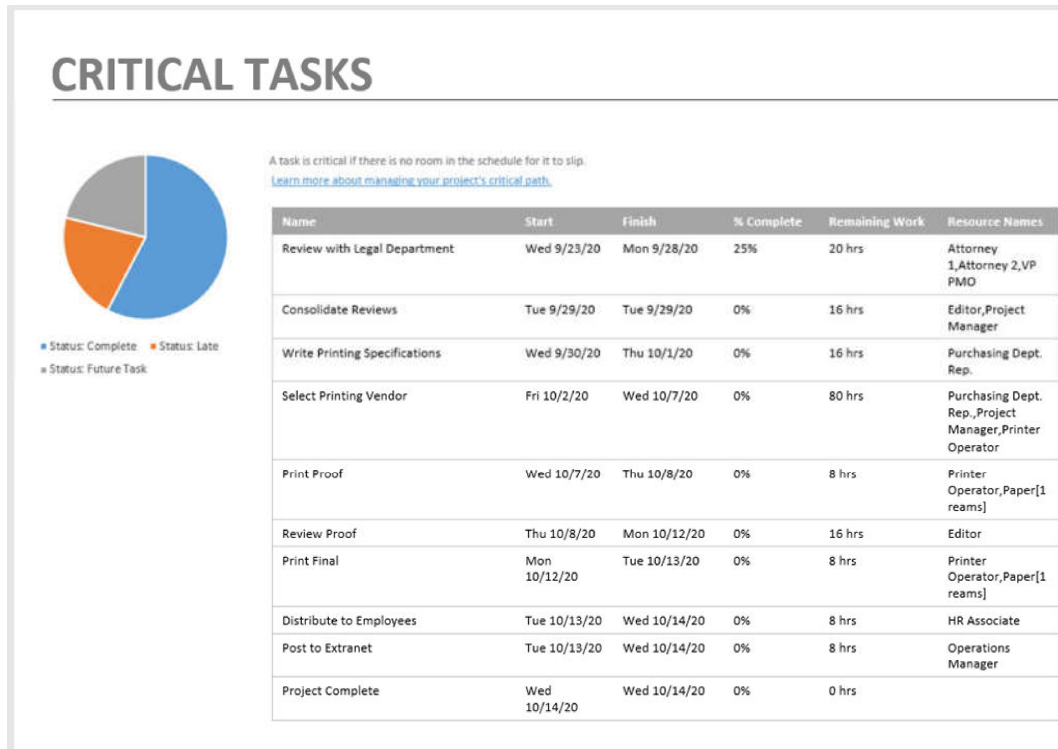 CRITICAL TASKS
A task is critical if there is no room in the schedule for it to slip.
Learn more about managing your project's critical path.
Status: Complete Status: Late
Status: Future Task
Name Start Finish % Complete Remaining Work Resource Names
Review with Legal Department Wed 9/23/20 Mon 9/28/20 25% 20 hrs Attorney
1,Attorney 2,VP
PMO
Consolidate Reviews Tue 9/29/20 Tue 9/29/20 0% 16 hrs Editor,Project
Manager
Write Printing Specifications Wed 9/30/20 Thu 10/1/20 0% 16 hrs Purchasing Dept.
Rep.
Select Printing Vendor Fri 10/2/20 Wed 10/7/20 0% 80 hrs Purchasing Dept.
Rep.,Project
Manager,Printer
Operator
Print Proof Wed 10/7/20 Thu 10/8/20 0% 8 hrs Printer
Operator,Paper[1
reams]
Review Proof Thu 10/8/20 Mon 10/12/20 0% 16 hrs Editor
Print Final Mon Tue 10/13/20 0% 8 hrs Printer
10/12/20 Operator,Paper[1
reams]
Distribute to Employees Tue 10/13/20 Wed 10/14/20 0% 8 hrs HR Associate
Post to Extranet Tue 10/13/20 Wed 10/14/20 0% 8 hrs Operations
Manager
Project Complete Wed Wed 10/14/20 0% 0 hrs
10/14/20